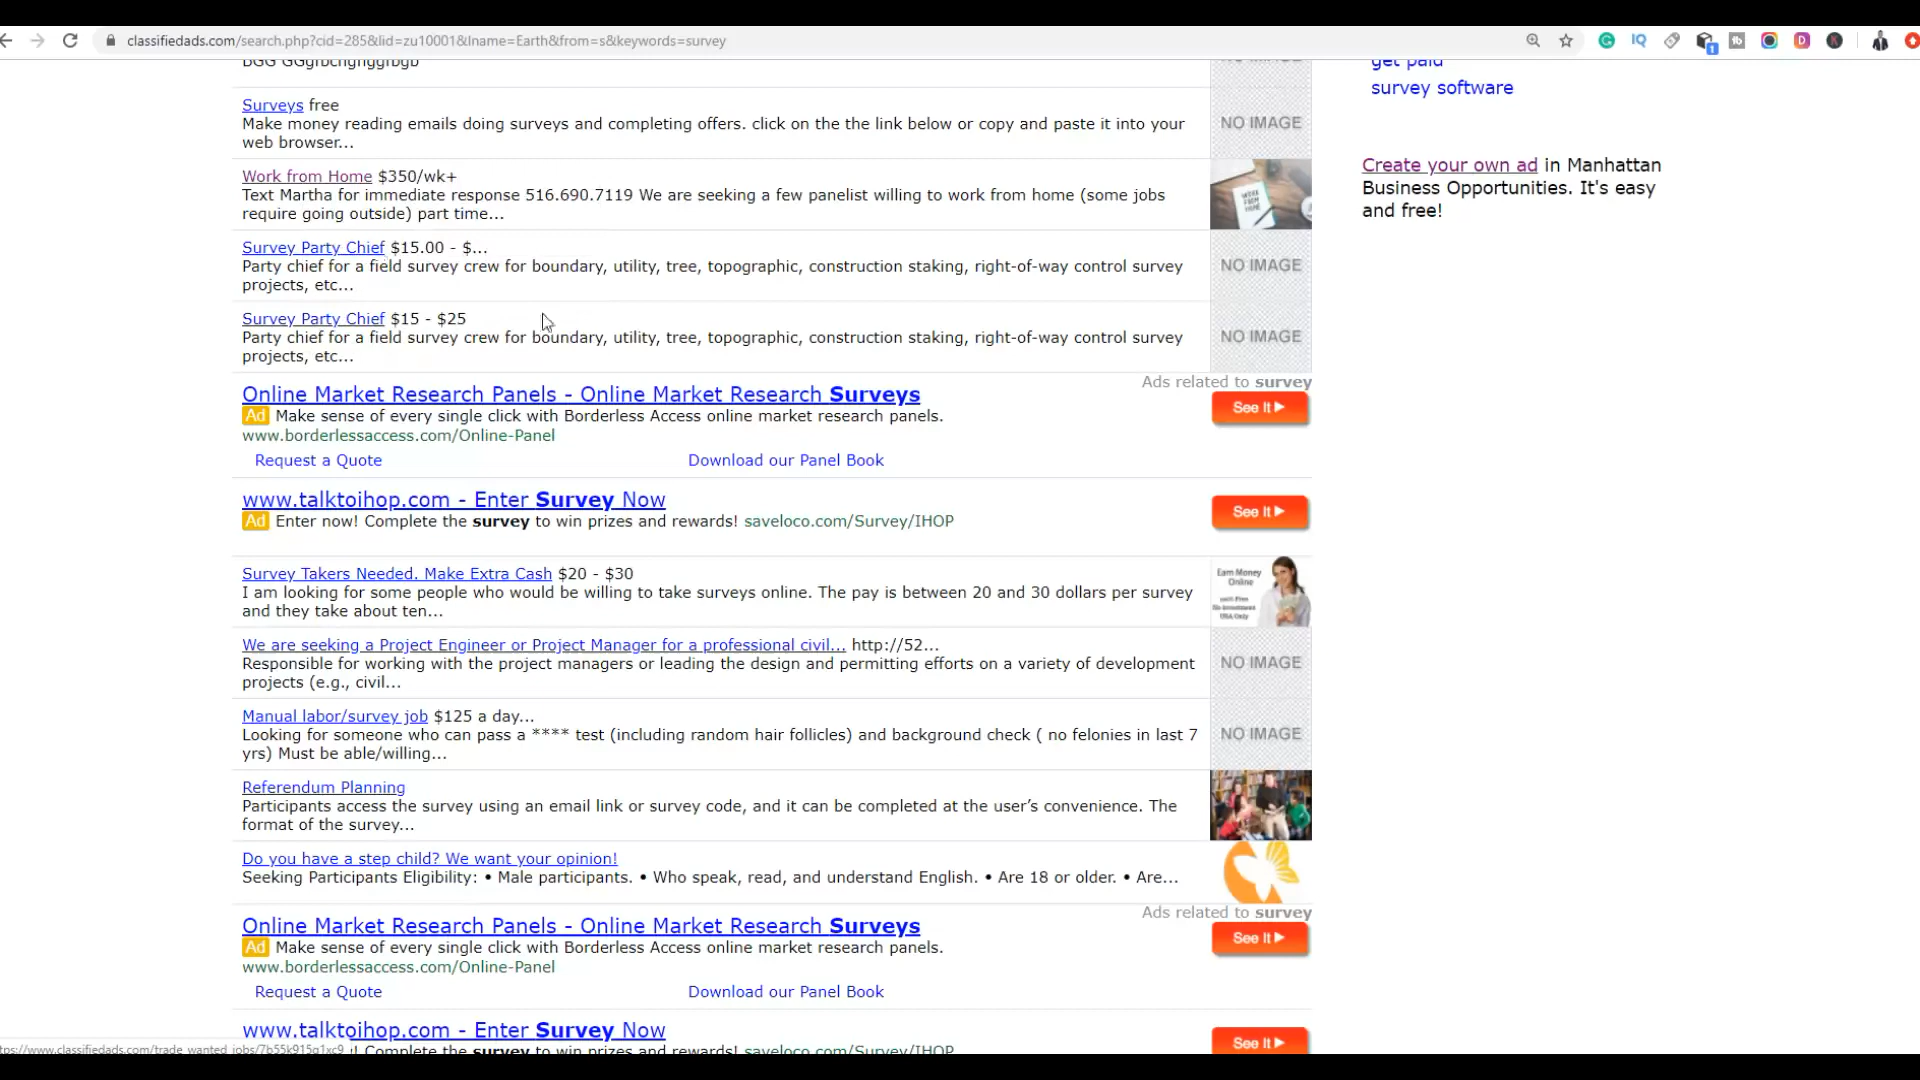 classifiedads.com/search.php?cid=285&lid=zu10001&lname=Earth&from=s&keywords=survey
get paid
survey software
Surveys free
NO IMAGE
Make money reading emails doing surveys and completing offers. click on the the link below or copy and paste it into your
web browser...
Create your own ad in Manhattan
Business Opportunities. It's easy
and free!
Work from Home $350/wk+
Text Martha for immediate response 516.690.7119 We are seeking a few panelist willing to work from home (some jobs
require going outside) part time...
WORK FROM HOME
Survey Party Chief $15.00 - $...
Party chief for a field survey crew for boundary, utility, tree, topographic, construction staking, right-of-way control survey
projects, etc...
NO IMAGE
Survey Party Chief $15 - $25
Party chief for a field survey crew for boundary, utility, tree, topographic, construction staking, right-of-way control survey
projects, etc...
NO IMAGE
Ads related to survey
Online Market Research Panels - Online Market Research Surveys
See It
Ad Make sense of every single click with Borderless Access online market research panels.
www.borderlessaccess.com/Online-Panel
Request a Quote Download our Panel Book
www.talktoihop.com - Enter Survey Now
See It
Ad Enter now! Complete the survey to win prizes and rewards! saveloco.com/Survey/IHOP
Survey Takers Needed. Make Extra Cash $20 - $30
I am looking for some people who would be willing to take surveys online. The pay is between 20 and 30 dollars per survey
and they take about ten...
Earn Money
Online
We are seeking a Project Engineer or Project Manager for a professional civil... http://52...
Responsible for working with the project managers or leading the design and permitting efforts on a variety of development
projects (e.g., civil...
NO IMAGE
Manual labor/survey job $125 a day...
Looking for someone who can pass a **** test (including random hair follicles) and background check ( no felonies in last 7
yrs) Must be able/willing...
NO IMAGE
Referendum Planning
Participants access the survey using an email link or survey code, and it can be completed at the user's convenience. The
format of the survey...
Do you have a step child? We want your opinion!
Seeking Participants Eligibility: • Male participants. • Who speak, read, and understand English. • Are 18 or older. • Are...
Ads related to survey
Online Market Research Panels - Online Market Research Surveys
See It
Ad Make sense of every single click with Borderless Access online market research panels.
www.borderlessaccess.com/Online-Panel
Request a Quote Download our Panel Book
www.talktoihop.com - Enter Survey Now
See It
Complete the survey to win prizes and rewards! saveloco.com/Survey/IHOP